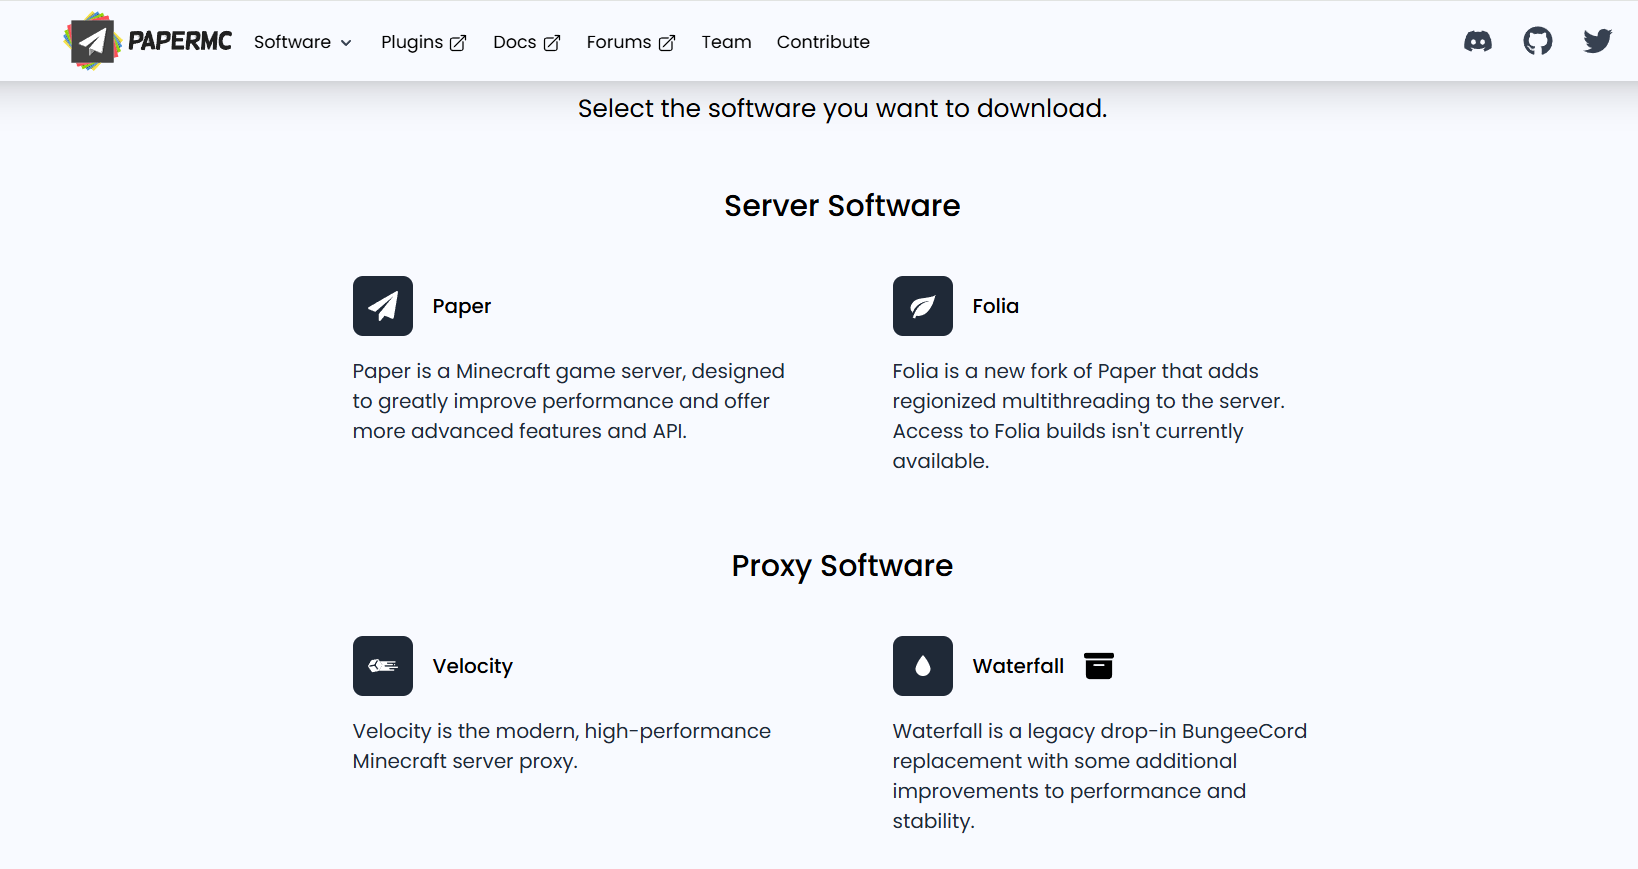 PAPERMC Software Plugins Docs Forums Team Contribute
Select the software you want to download.
Server Software
Paper
Paper is a Minecraft game server, designed
to greatly improve performance and offer
more advanced features and API.
Folia
Folia is a new fork of Paper that adds
regionized multithreading to the server.
Access to Folia builds isn't currently
available.
Proxy Software
Velocity
Velocity is the modern, high-performance
Minecraft server proxy.
Waterfall
Waterfall is a legacy drop-in BungeeCord
replacement with some additional
improvements to performance and
stability.